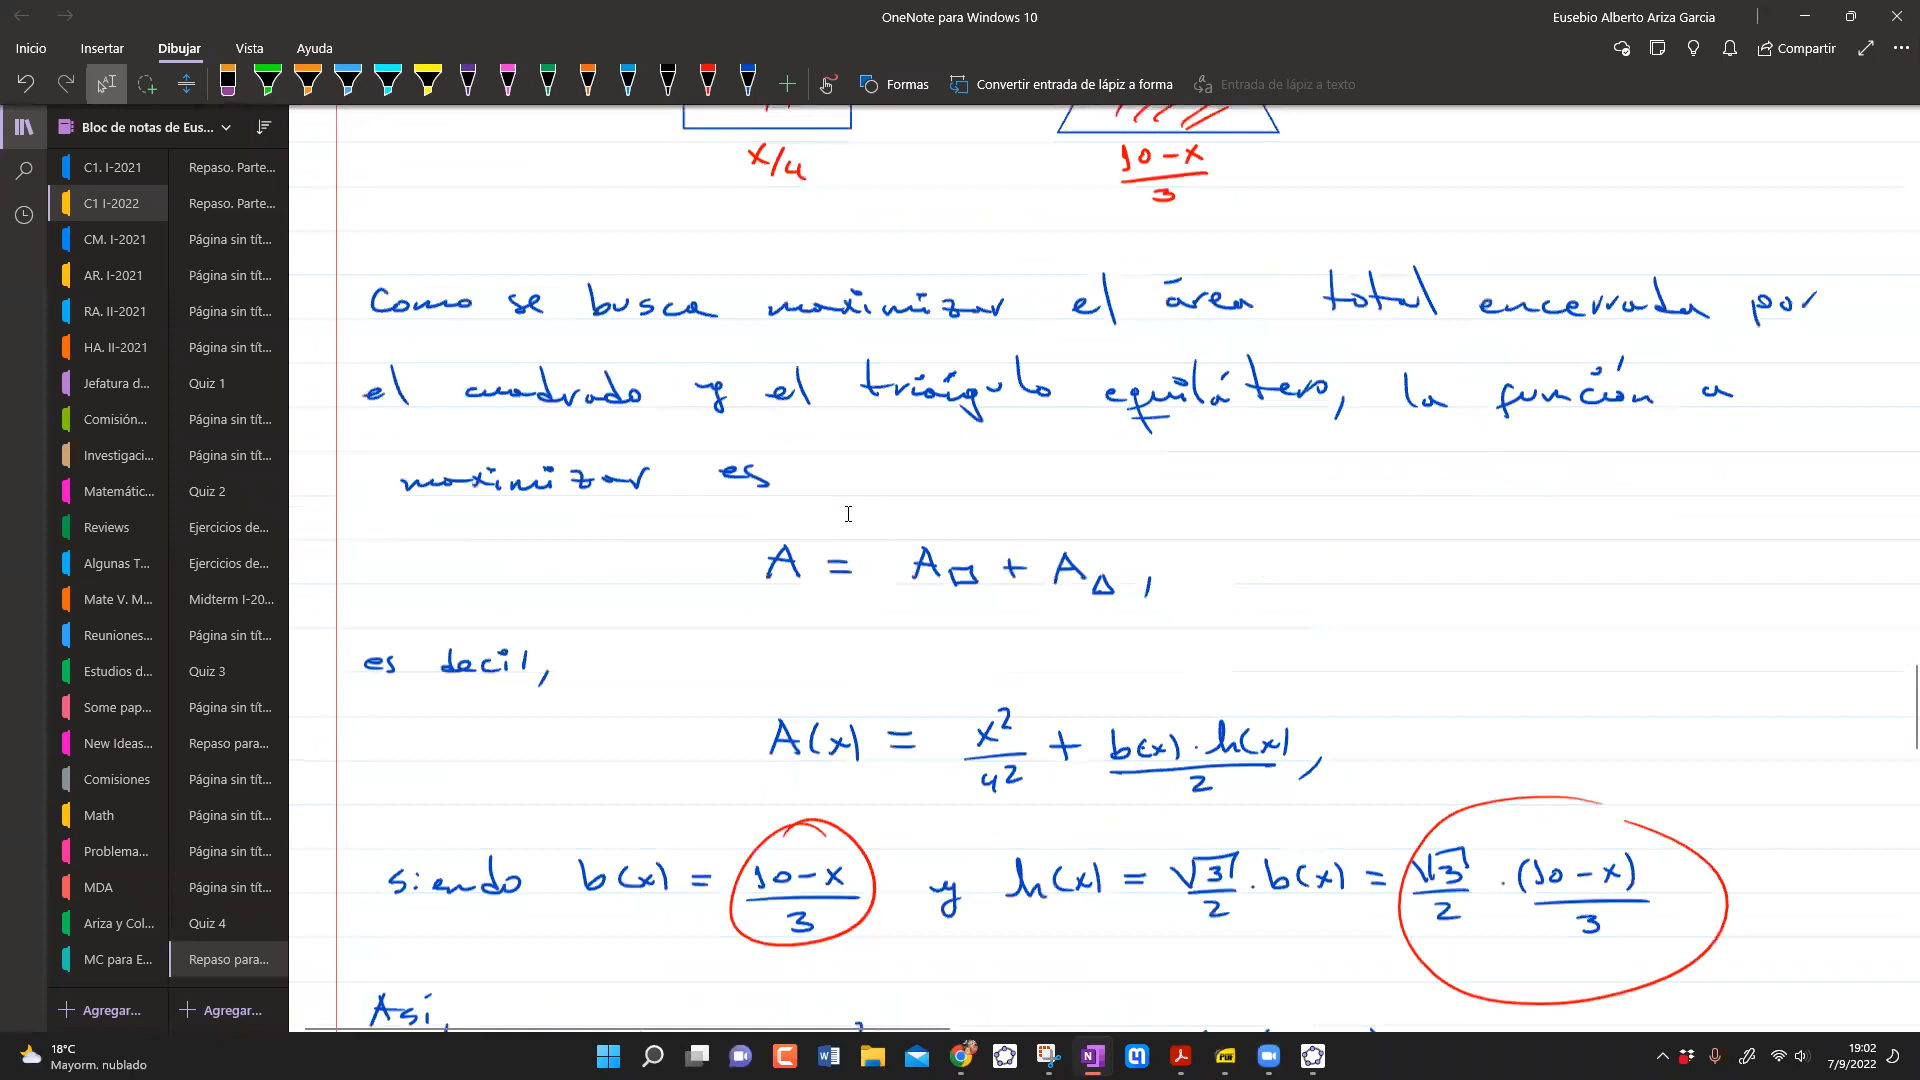 OneNote para Windows 10
Eusebio Alberto Ariza Garcia
Inicio Insertar Dibujar Vista Ayuda
Compartir
Formas Convertir entrada de lápiz a forma Entrada de lápiz a texto
Bloc de notas de Eus...
C1. I-2021
C1 I-2022
CM. I-2021
AR. I-2021
RA. II-2021
HA. II-2021
Jefatura d...
Comisión...
Investigaci...
Matemátic...
Reviews
Algunas T...
Mate V. M...
Reuniones...
Estudios d...
Some pap...
New Ideas...
Comisiones
Math
Problema...
MDA
Ariza y Col...
MC para E...
Agregar...
Repaso. Parte...
Repaso. Parte...
Página sin tít...
Página sin tít...
Página sin tít...
Página sin tít...
Quiz 1
Página sin tít...
Página sin tít...
Quiz 2
Ejercicios de...
Ejercicios de...
Midterm I-20...
Página sin tít...
Quiz 3
Página sin tít...
Repaso para...
Página sin tít...
Página sin tít...
Página sin tít...
Página sin tít...
Quiz 4
Repaso para...
Agregar...
x/4
10-x/3
Como se busca maximizar el área total encerrada por
el cuadrado y el triángulo equilátero, la función a
maximizar es
A = A□ + A△,
es decir,
A(x) = x²/4² + b(x)·h(x)/2,
siendo b(x) = (10-x)/3 y h(x) = √3/2 · b(x) = √3/2 · (10-x)/3
Así,
18°C
Mayorm. nublado
19:02
7/9/2022